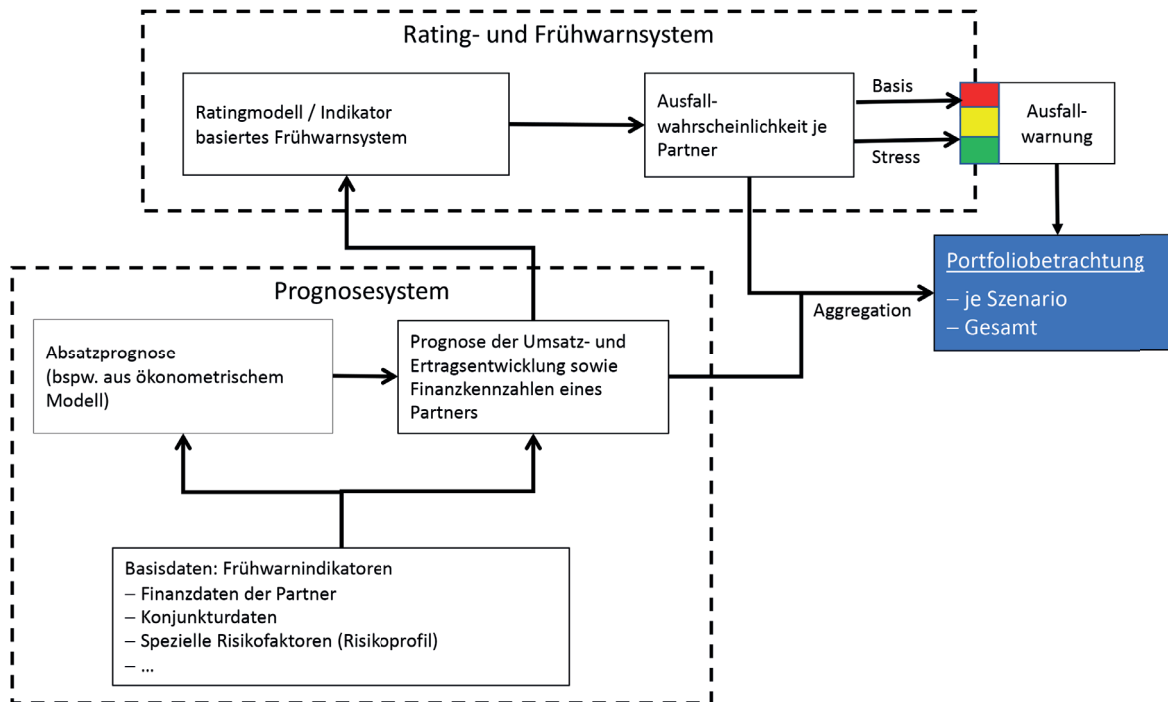 Rating- und Frühwarnsystem
Ratingmodell / Indikator
basiertes Frühwarnsystem
Ausfall-
wahrscheinlichkeit je
Partner
Basis
Stress
Ausfall-
warnung
Portfoliobetrachtung
– je Szenario
– Gesamt
Aggregation
Prognosesystem
Absatzprognose
(bspw. aus ökonometrischem
Modell)
Prognose der Umsatz- und
Ertragsentwicklung sowie
Finanzkennzahlen eines
Partners
Basisdaten: Frühwarnindikatoren
– Finanzdaten der Partner
– Konjunkturdaten
– Spezielle Risikofaktoren (Risikoprofil)
– ...